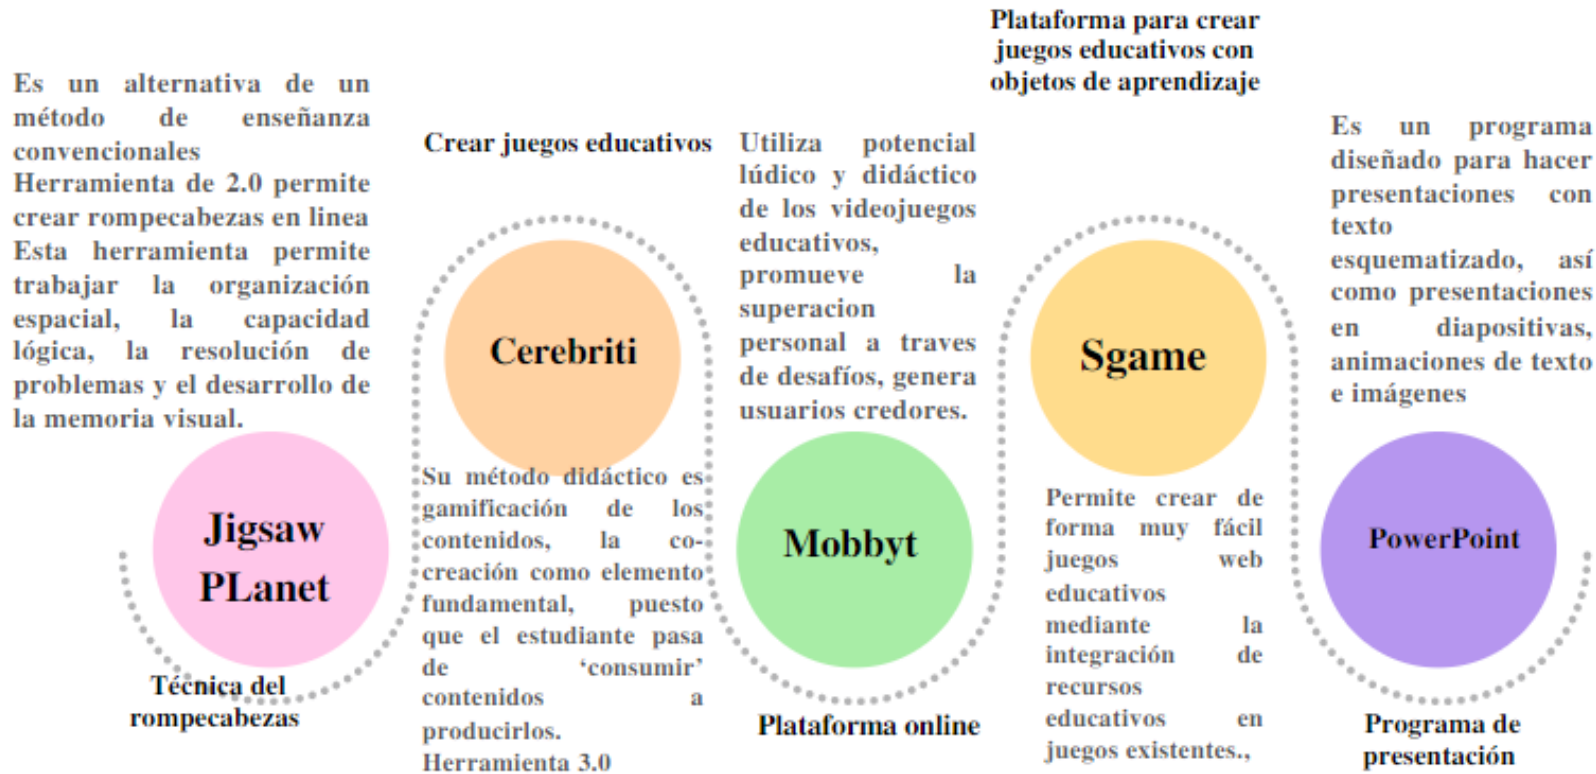 Es un alternativa de un
método de enseñanza
convencionales
Herramienta de 2.0 permite
crear rompecabezas en linea
Esta herramienta permite
trabajar la organización
espacial, la capacidad
lógica, la resolución de
problemas y el desarrollo de
la memoria visual.
Jigsaw
PLanet
Técnica del
rompecabezas
Crear juegos educativos
Cerebriti
Su método didáctico es
gamificación de los
contenidos, la co-
creación como elemento
fundamental, puesto
que el estudiante pasa
de ‘consumir’
contenidos a
producirlos.
Herramienta 3.0
Utiliza potencial
lúdico y didáctico
de los videojuegos
educativos,
promueve la
superacion
personal a traves
de desafíos, genera
usuarios credores.
Mobbyt
Plataforma online
Plataforma para crear
juegos educativos con
objetos de aprendizaje
Sgame
Permite crear de
forma muy fácil
juegos web
educativos
mediante la
integración de
recursos
educativos en
juegos existentes.,
Es un programa
diseñado para hacer
presentaciones con
texto
esquematizado, así
como presentaciones
en diapositivas,
animaciones de texto
e imágenes
PowerPoint
Programa de
presentación